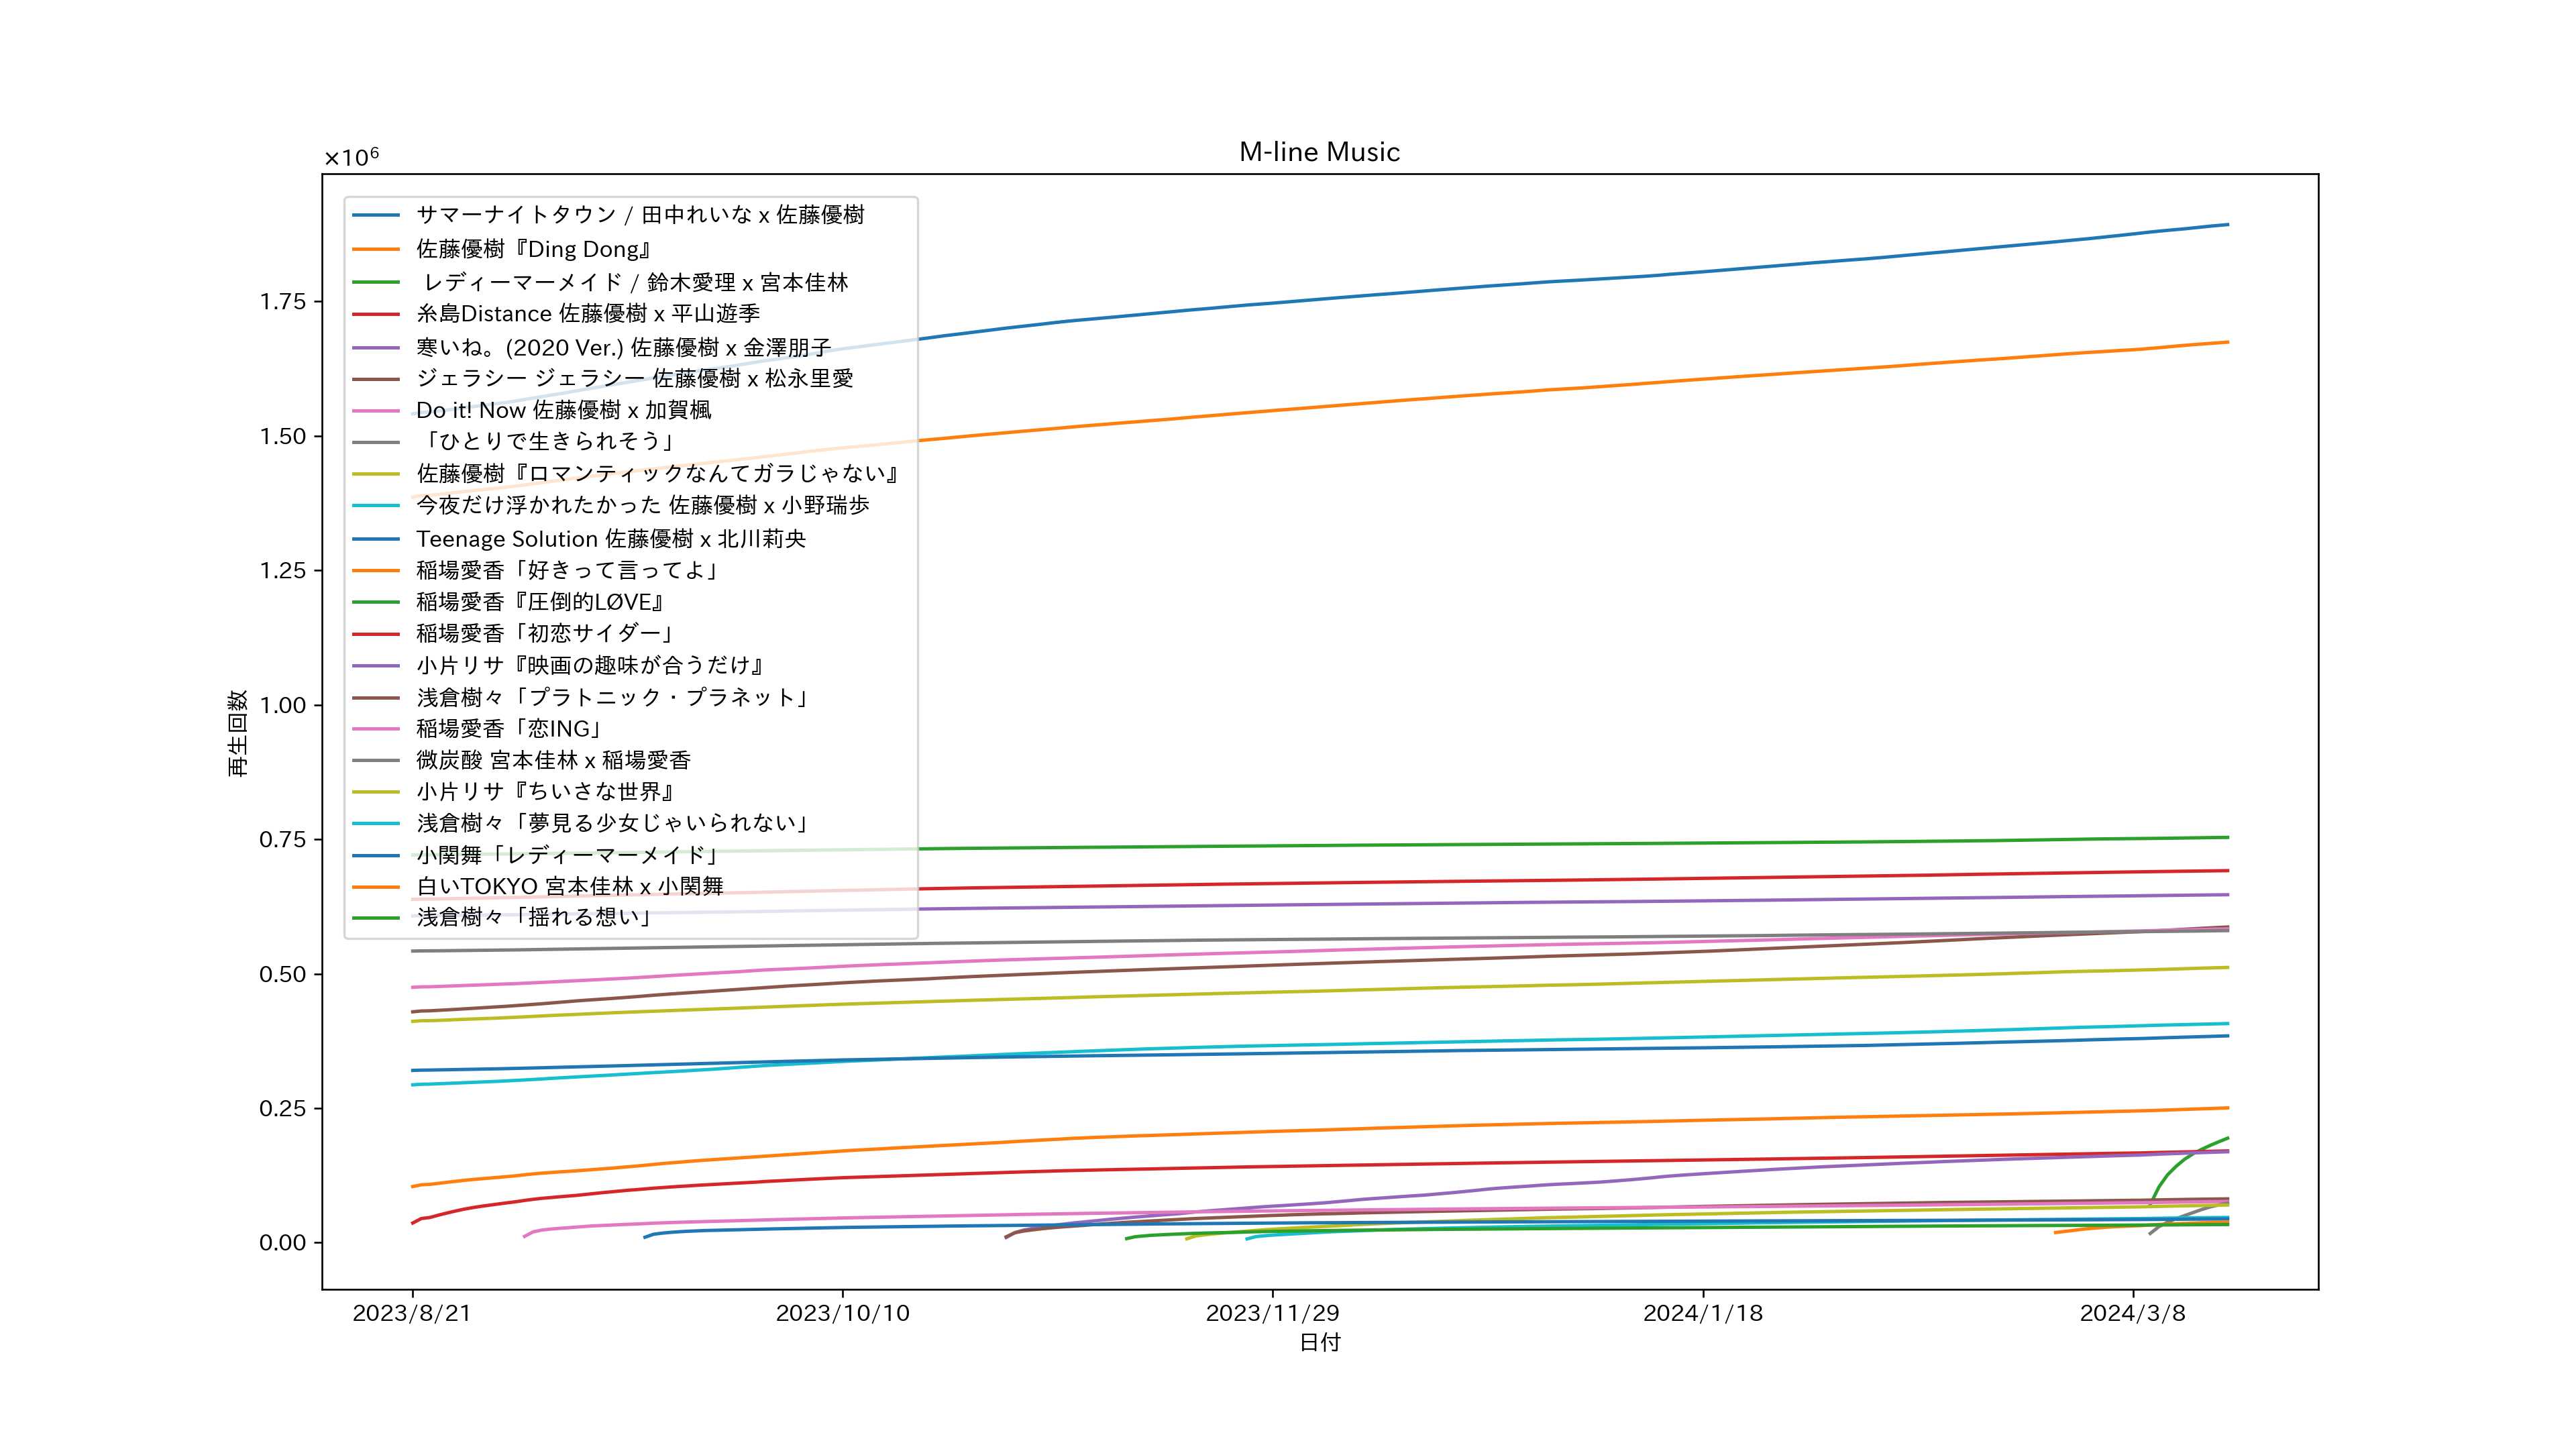 M-line Music
×10⁶
サマーナイトタウン / 田中れいな x 佐藤優樹
佐藤優樹『Ding Dong』
レディーマーメイド / 鈴木愛理 x 宮本佳林
糸島Distance 佐藤優樹 x 平山遊季
寒いね。(2020 Ver.) 佐藤優樹 x 金澤朋子
ジェラシー ジェラシー 佐藤優樹 x 松永里愛
Do it! Now 佐藤優樹 x 加賀楓
「ひとりで生きられそう」
佐藤優樹『ロマンティックなんてガラじゃない』
今夜だけ浮かれたかった 佐藤優樹 x 小野瑞歩
Teenage Solution 佐藤優樹 x 北川莉央
稲場愛香「好きって言ってよ」
稲場愛香『圧倒的LØVE』
稲場愛香「初恋サイダー」
小片リサ『映画の趣味が合うだけ』
浅倉樹々「プラトニック・プラネット」
稲場愛香「恋ING」
微炭酸 宮本佳林 x 稲場愛香
小片リサ『ちいさな世界』
浅倉樹々「夢見る少女じゃいられない」
小関舞「レディーマーメイド」
白いTOKYO 宮本佳林 x 小関舞
浅倉樹々「揺れる想い」
1.75
1.50
1.25
1.00
0.75
0.50
0.25
0.00
再生回数
2023/8/21
2023/10/10
2023/11/29
2024/1/18
2024/3/8
日付